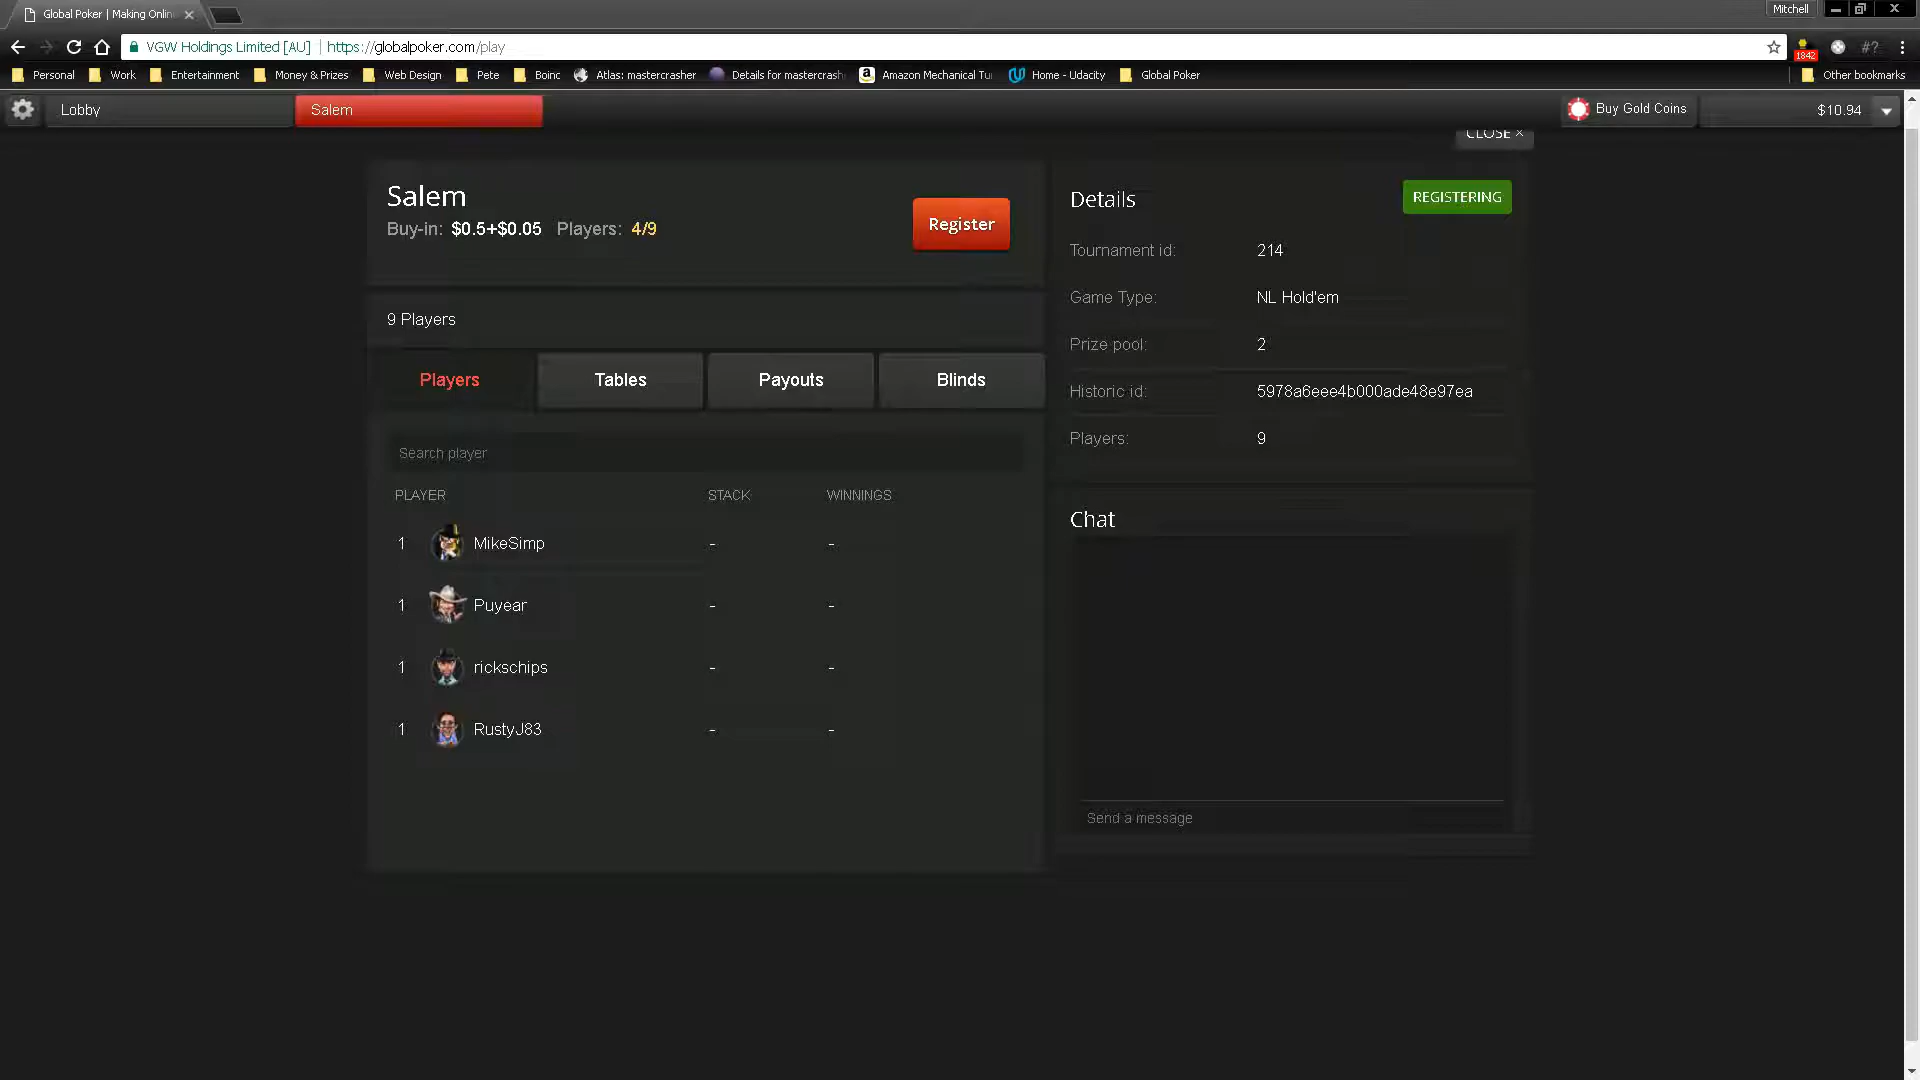 Global Poker | Making Onlin
Mitchell
VGW Holdings Limited [AU] | https://globalpoker.com/play
1842
#?
Personal Work Entertainment Money & Prizes Web Design Pete Boinc Atlas: mastercrasher Details for mastercrash Amazon Mechanical Tu Home - Udacity Global Poker Other bookmarks
Lobby Salem Buy Gold Coins $10.94
CLOSE ×
Salem
Buy-in: $0.5+$0.05 Players: 4/9
Register
9 Players
Players Tables Payouts Blinds
Search player
PLAYER STACK WINNINGS
1 MikeSimp - -
1 Puyear - -
1 rickschips - -
1 RustyJ83 - -
Details REGISTERING
Tournament id: 214
Game Type: NL Hold'em
Prize pool: 2
Historic id: 5978a6eee4b000ade48e97ea
Players: 9
Chat
Send a message